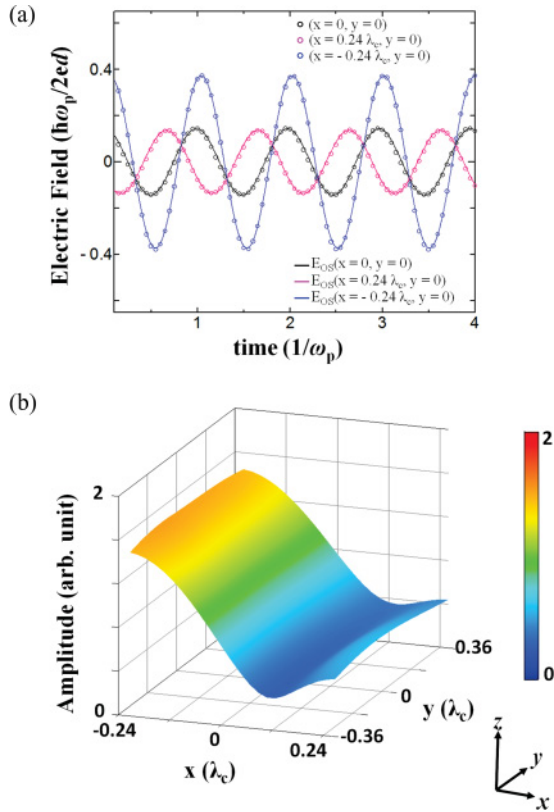 (a)
(x = 0, y = 0)
(x = 0.24 λc, y = 0)
(x = - 0.24 λc, y = 0)
0.4
0
- 0.4
Electric Field (ħωp/2ed)
EOS(x = 0, y = 0)
EOS(x = 0.24 λc, y = 0)
EOS(x = - 0.24 λc, y = 0)
1 2 3 4
time (1/ωp)
(b)
2
0
Amplitude (arb. unit)
-0.24
0
0.24
x (λc)
-0.36
0
0.36
y (λc)
2
0
z
y
x